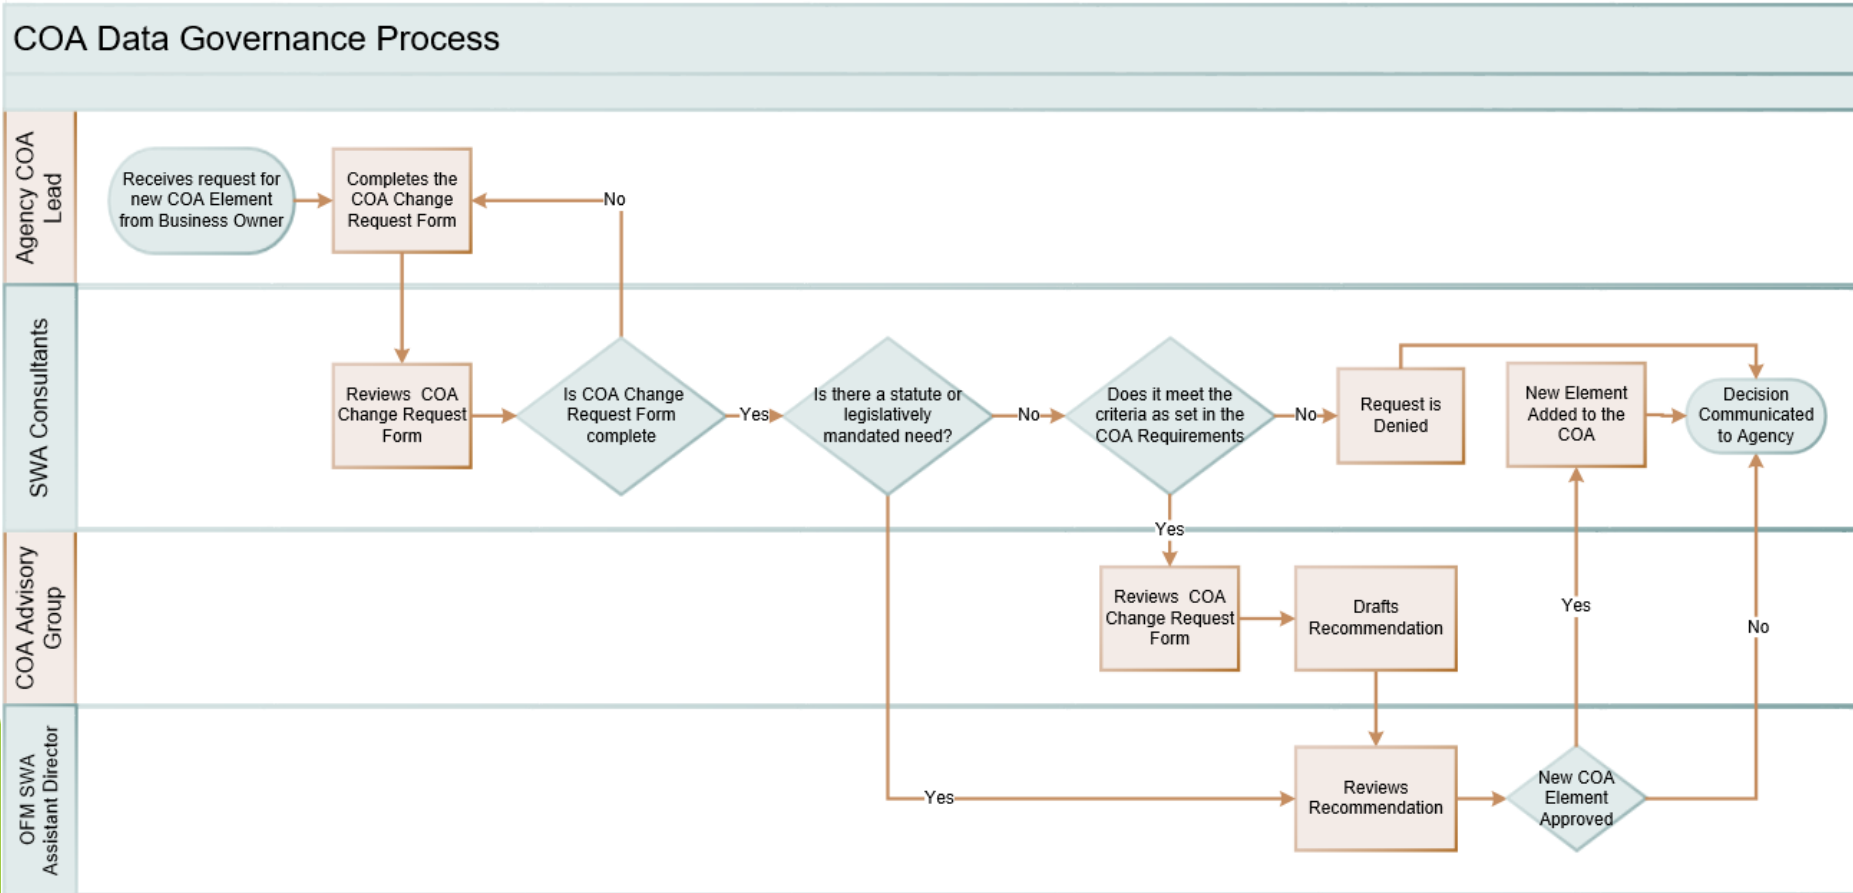 COA Data Governance Process
Agency COA
Lead
Receives request for
new COA Element
from Business Owner
Completes the
COA Change
Request Form
No
SWA Consultants
Reviews COA
Change Request
Form
Is COA Change
Request Form
complete
Yes
Is there a statute or
legislatively
mandated need?
No
Does it meet the
criteria as set in the
COA Requirements
No
Request is
Denied
New Element
Added to the
COA
Decision
Communicated
to Agency
Yes
COA Advisory
Group
Reviews COA
Change Request
Form
Drafts
Recommendation
Yes
No
OFM SWA
Assistant Director
Yes
Reviews
Recommendation
New COA
Element
Approved